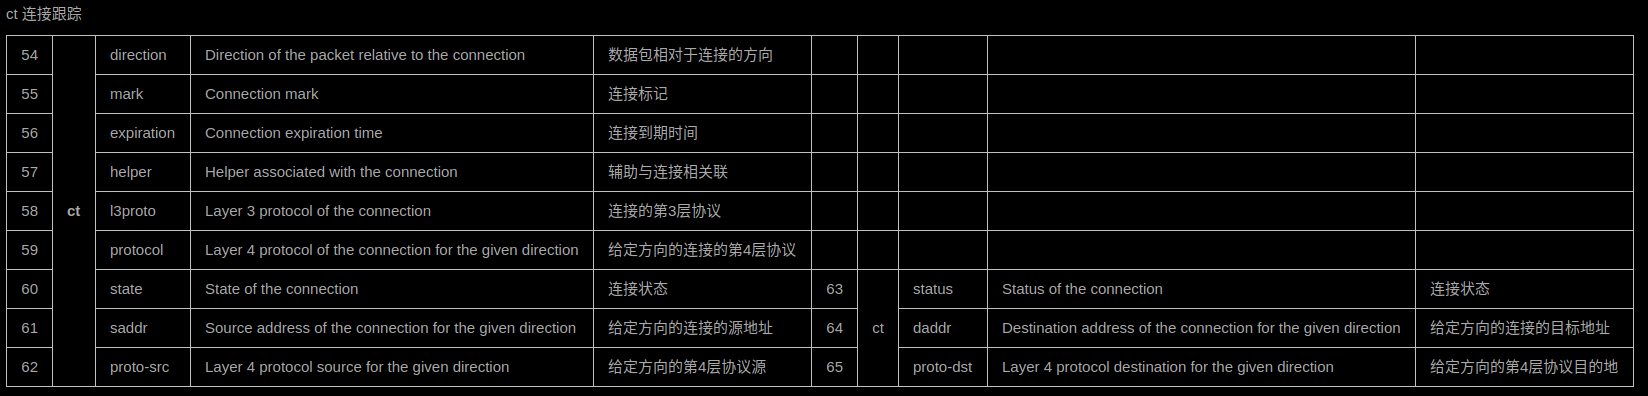 ct 连接跟踪
54 direction Direction of the packet relative to the connection 数据包相对于连接的方向
55 mark Connection mark 连接标记
56 expiration Connection expiration time 连接到期时间
57 helper Helper associated with the connection 辅助与连接相关联
58 ct l3proto Layer 3 protocol of the connection 连接的第3层协议
59 protocol Layer 4 protocol of the connection for the given direction 给定方向的连接的第4层协议
60 state State of the connection 连接状态 63 status Status of the connection 连接状态
61 saddr Source address of the connection for the given direction 给定方向的连接的源地址 64 ct daddr Destination address of the connection for the given direction 给定方向的连接的目标地址
62 proto-src Layer 4 protocol source for the given direction 给定方向的第4层协议源 65 proto-dst Layer 4 protocol destination for the given direction 给定方向的第4层协议目的地